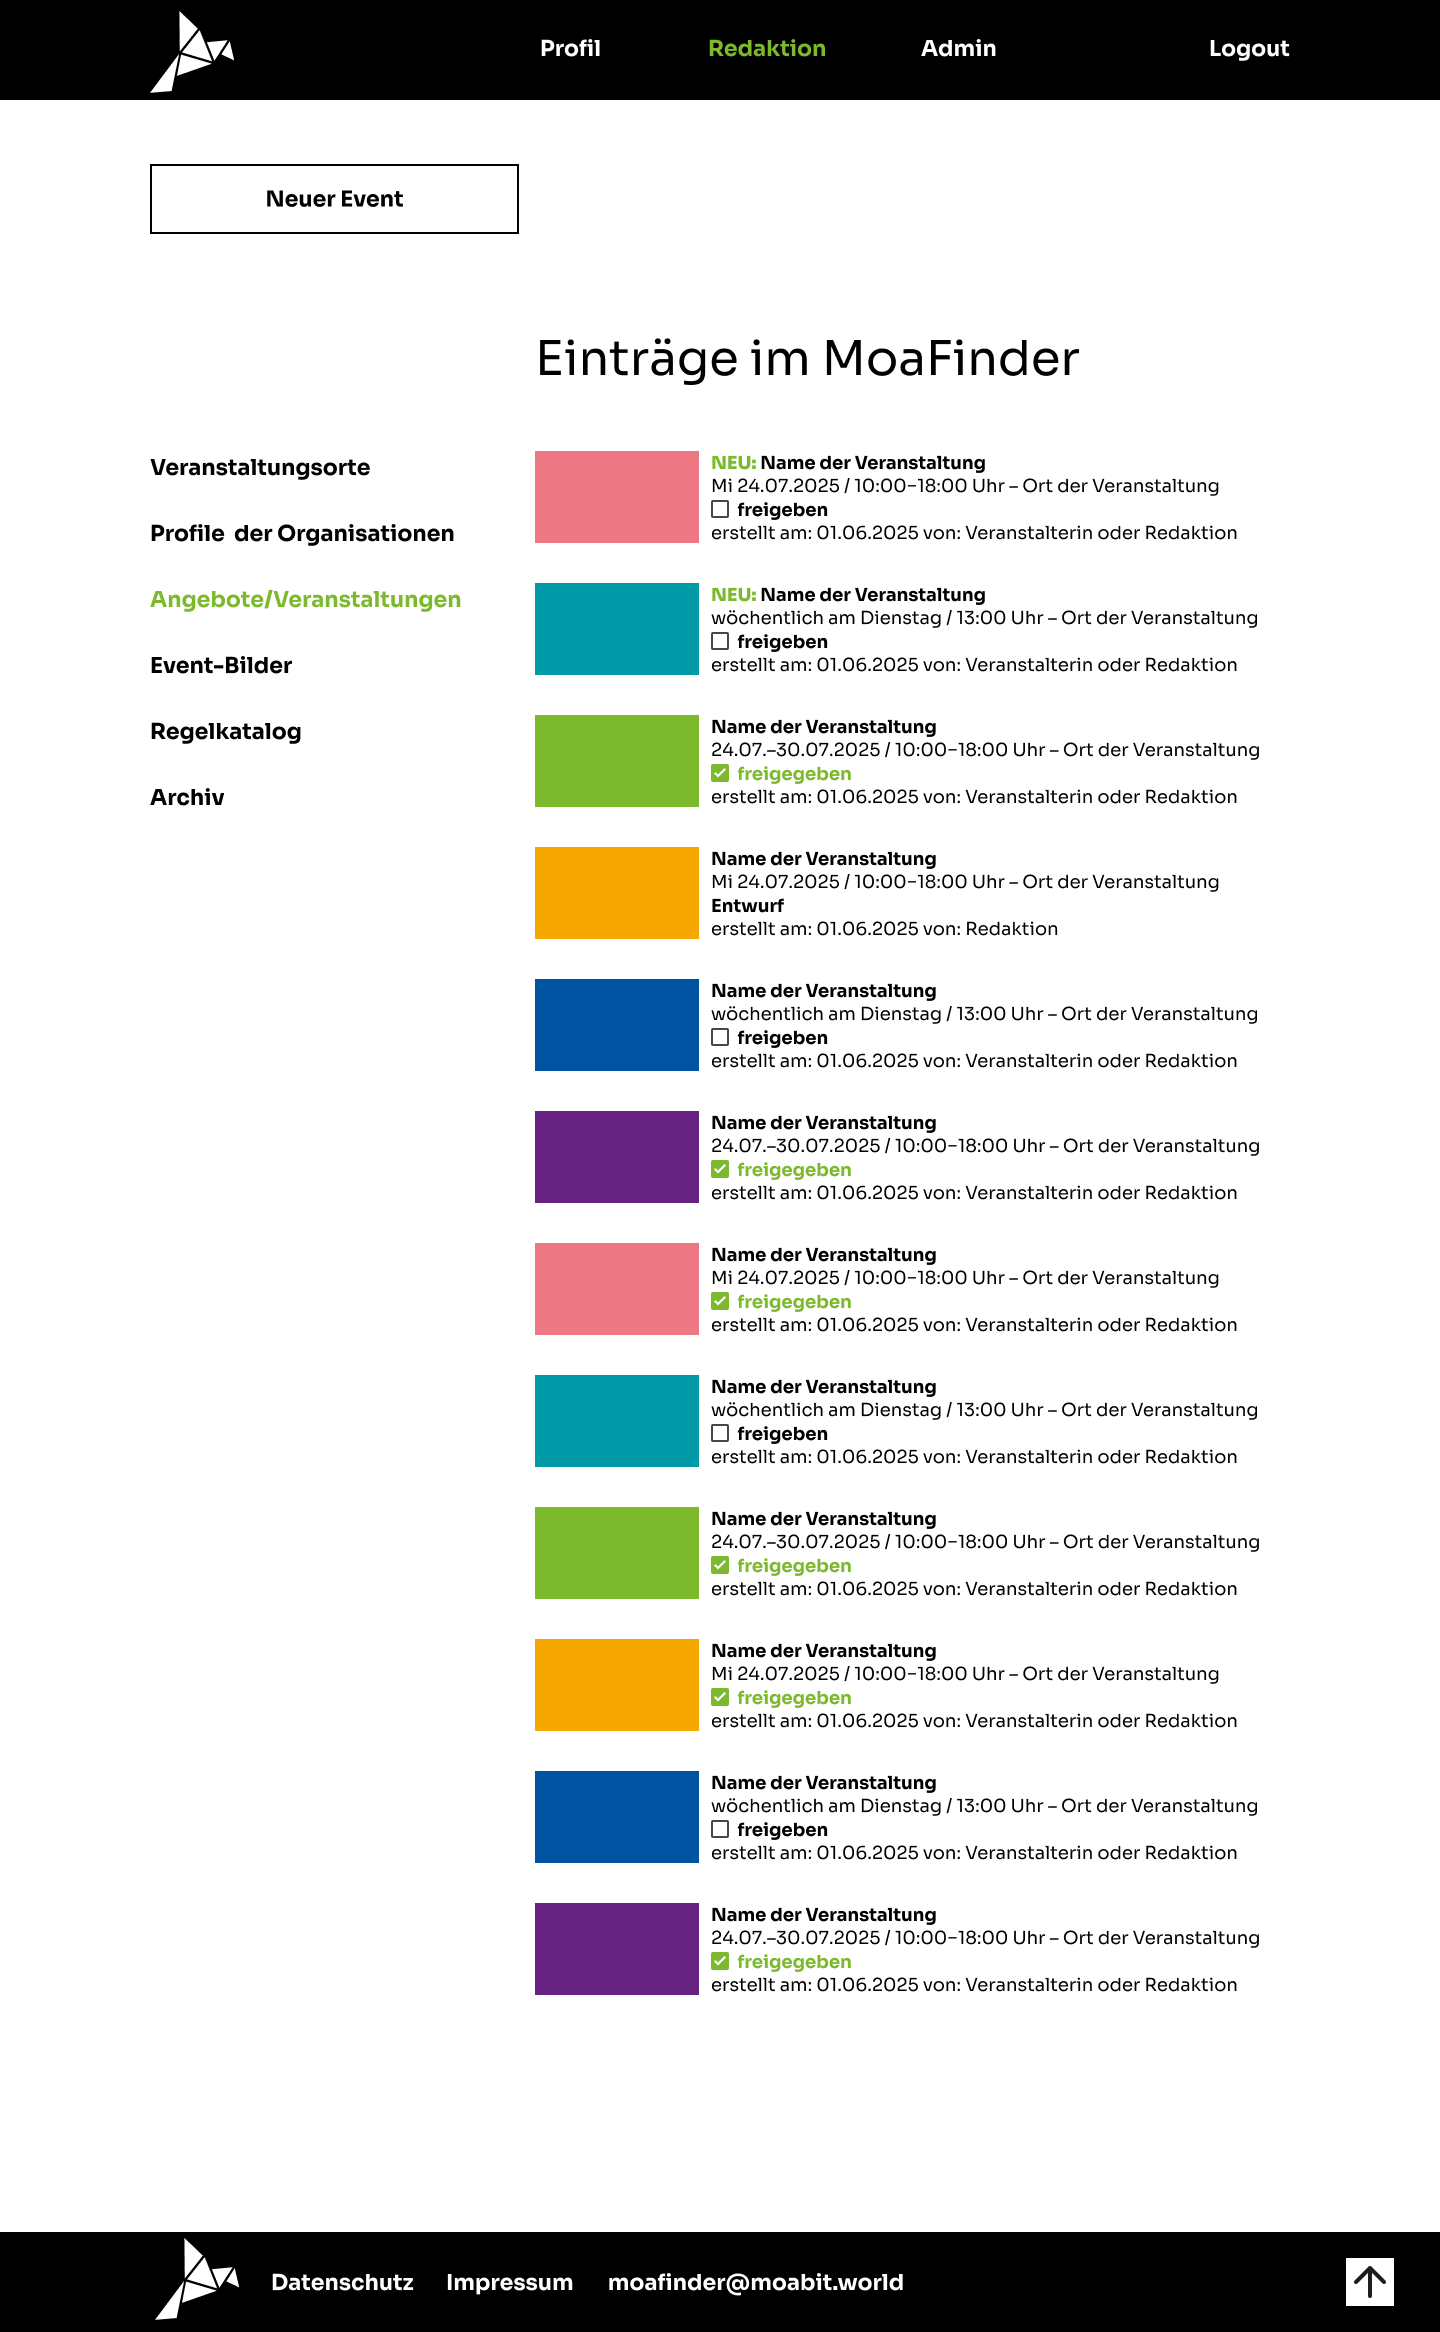 Profil Redaktion Admin Logout
Neuer Event
Einträge im MoaFinder
Veranstaltungsorte
Profile der Organisationen
Angebote/Veranstaltungen
Event-Bilder
Regelkatalog
Archiv
NEU: Name der Veranstaltung
Mi 24.07.2025 / 10:00–18:00 Uhr – Ort der Veranstaltung
freigeben
erstellt am: 01.06.2025 von: Veranstalterin oder Redaktion
NEU: Name der Veranstaltung
wöchentlich am Dienstag / 13:00 Uhr – Ort der Veranstaltung
freigeben
erstellt am: 01.06.2025 von: Veranstalterin oder Redaktion
Name der Veranstaltung
24.07.–30.07.2025 / 10:00–18:00 Uhr – Ort der Veranstaltung
freigegeben
erstellt am: 01.06.2025 von: Veranstalterin oder Redaktion
Name der Veranstaltung
Mi 24.07.2025 / 10:00–18:00 Uhr – Ort der Veranstaltung
Entwurf
erstellt am: 01.06.2025 von: Redaktion
Name der Veranstaltung
wöchentlich am Dienstag / 13:00 Uhr – Ort der Veranstaltung
freigeben
erstellt am: 01.06.2025 von: Veranstalterin oder Redaktion
Name der Veranstaltung
24.07.–30.07.2025 / 10:00–18:00 Uhr – Ort der Veranstaltung
freigegeben
erstellt am: 01.06.2025 von: Veranstalterin oder Redaktion
Name der Veranstaltung
Mi 24.07.2025 / 10:00–18:00 Uhr – Ort der Veranstaltung
freigegeben
erstellt am: 01.06.2025 von: Veranstalterin oder Redaktion
Name der Veranstaltung
wöchentlich am Dienstag / 13:00 Uhr – Ort der Veranstaltung
freigeben
erstellt am: 01.06.2025 von: Veranstalterin oder Redaktion
Name der Veranstaltung
24.07.–30.07.2025 / 10:00–18:00 Uhr – Ort der Veranstaltung
freigegeben
erstellt am: 01.06.2025 von: Veranstalterin oder Redaktion
Name der Veranstaltung
Mi 24.07.2025 / 10:00–18:00 Uhr – Ort der Veranstaltung
freigegeben
erstellt am: 01.06.2025 von: Veranstalterin oder Redaktion
Name der Veranstaltung
wöchentlich am Dienstag / 13:00 Uhr – Ort der Veranstaltung
freigeben
erstellt am: 01.06.2025 von: Veranstalterin oder Redaktion
Name der Veranstaltung
24.07.–30.07.2025 / 10:00–18:00 Uhr – Ort der Veranstaltung
freigegeben
erstellt am: 01.06.2025 von: Veranstalterin oder Redaktion
Datenschutz Impressum moafinder@moabit.world